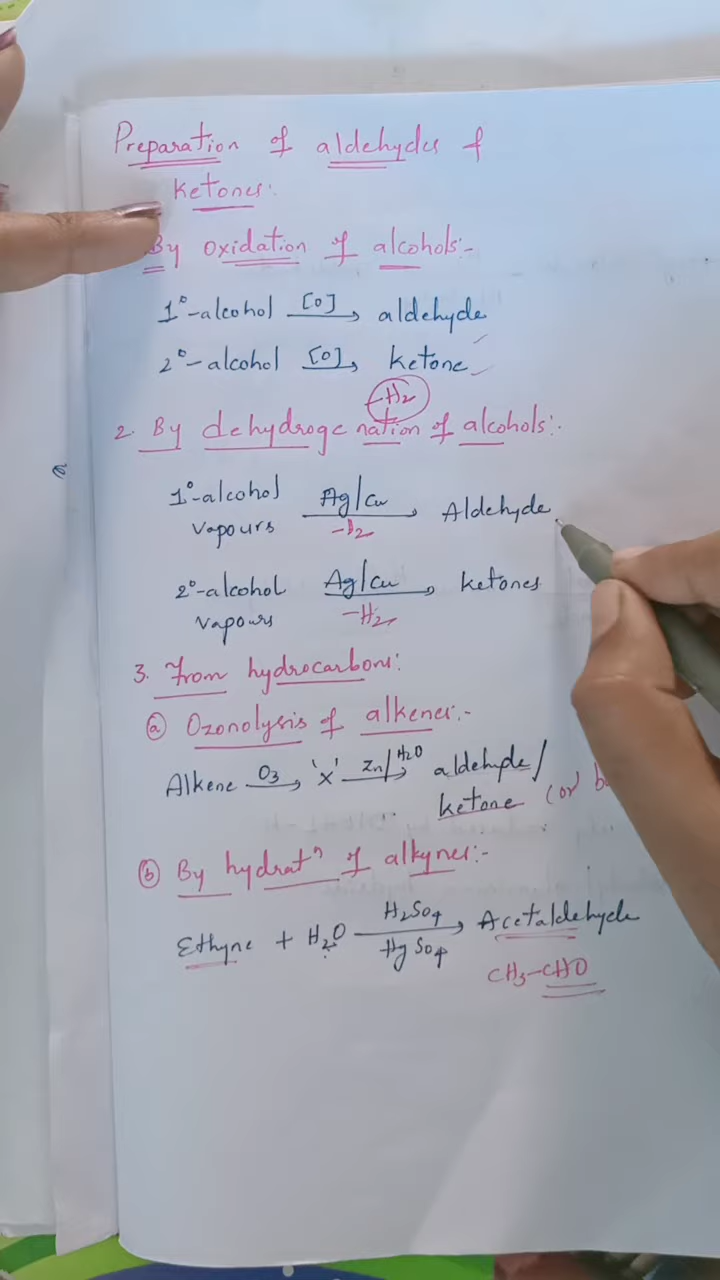 Preparation of aldehydes &
ketones:
By oxidation of alcohols:-
1°-alcohol [O] → aldehyde
2°-alcohol [O] → ketone
-H2
2. By dehydrogenation of alcohols:-
1°-alcohol Ag/Cu → Aldehyde
vapours -H2
2°-alcohol Ag/Cu → ketones
vapours -H2
3. From hydrocarbons:
(a) Ozonolysis of alkenes:-
Alkene O3 → 'X' Zn/H2O → aldehyde/
ketone (or)
(b) By hydratn of alkynes:-
Ethyne + H2O H2SO4 → Acetaldehyde
HgSO4
CH3-CHO